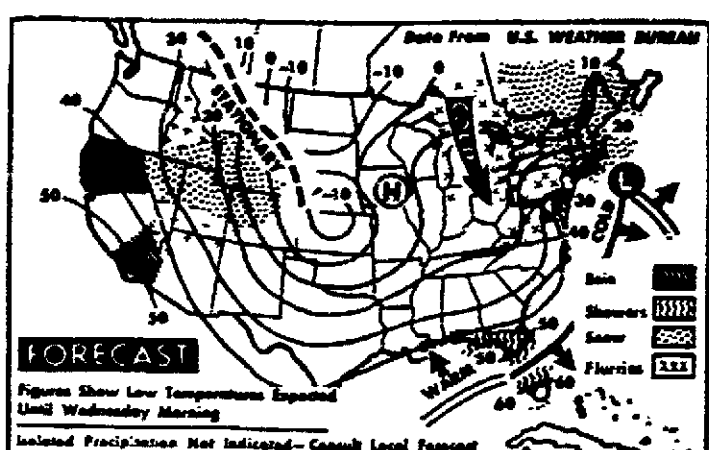 Data From U.S. WEATHER BUREAU
30 10 0 -10 -10 0 10
40
20
STATIONARY
-10
H
L
30
50
40
COLD
50
Rain
Showers
Snow
Flurries
50
50
WARM
60
60
FORECAST
Figures Show Low Temperatures Expected
Until Wednesday Morning
Isolated Precipitation Not Indicated—Consult Local Forecast